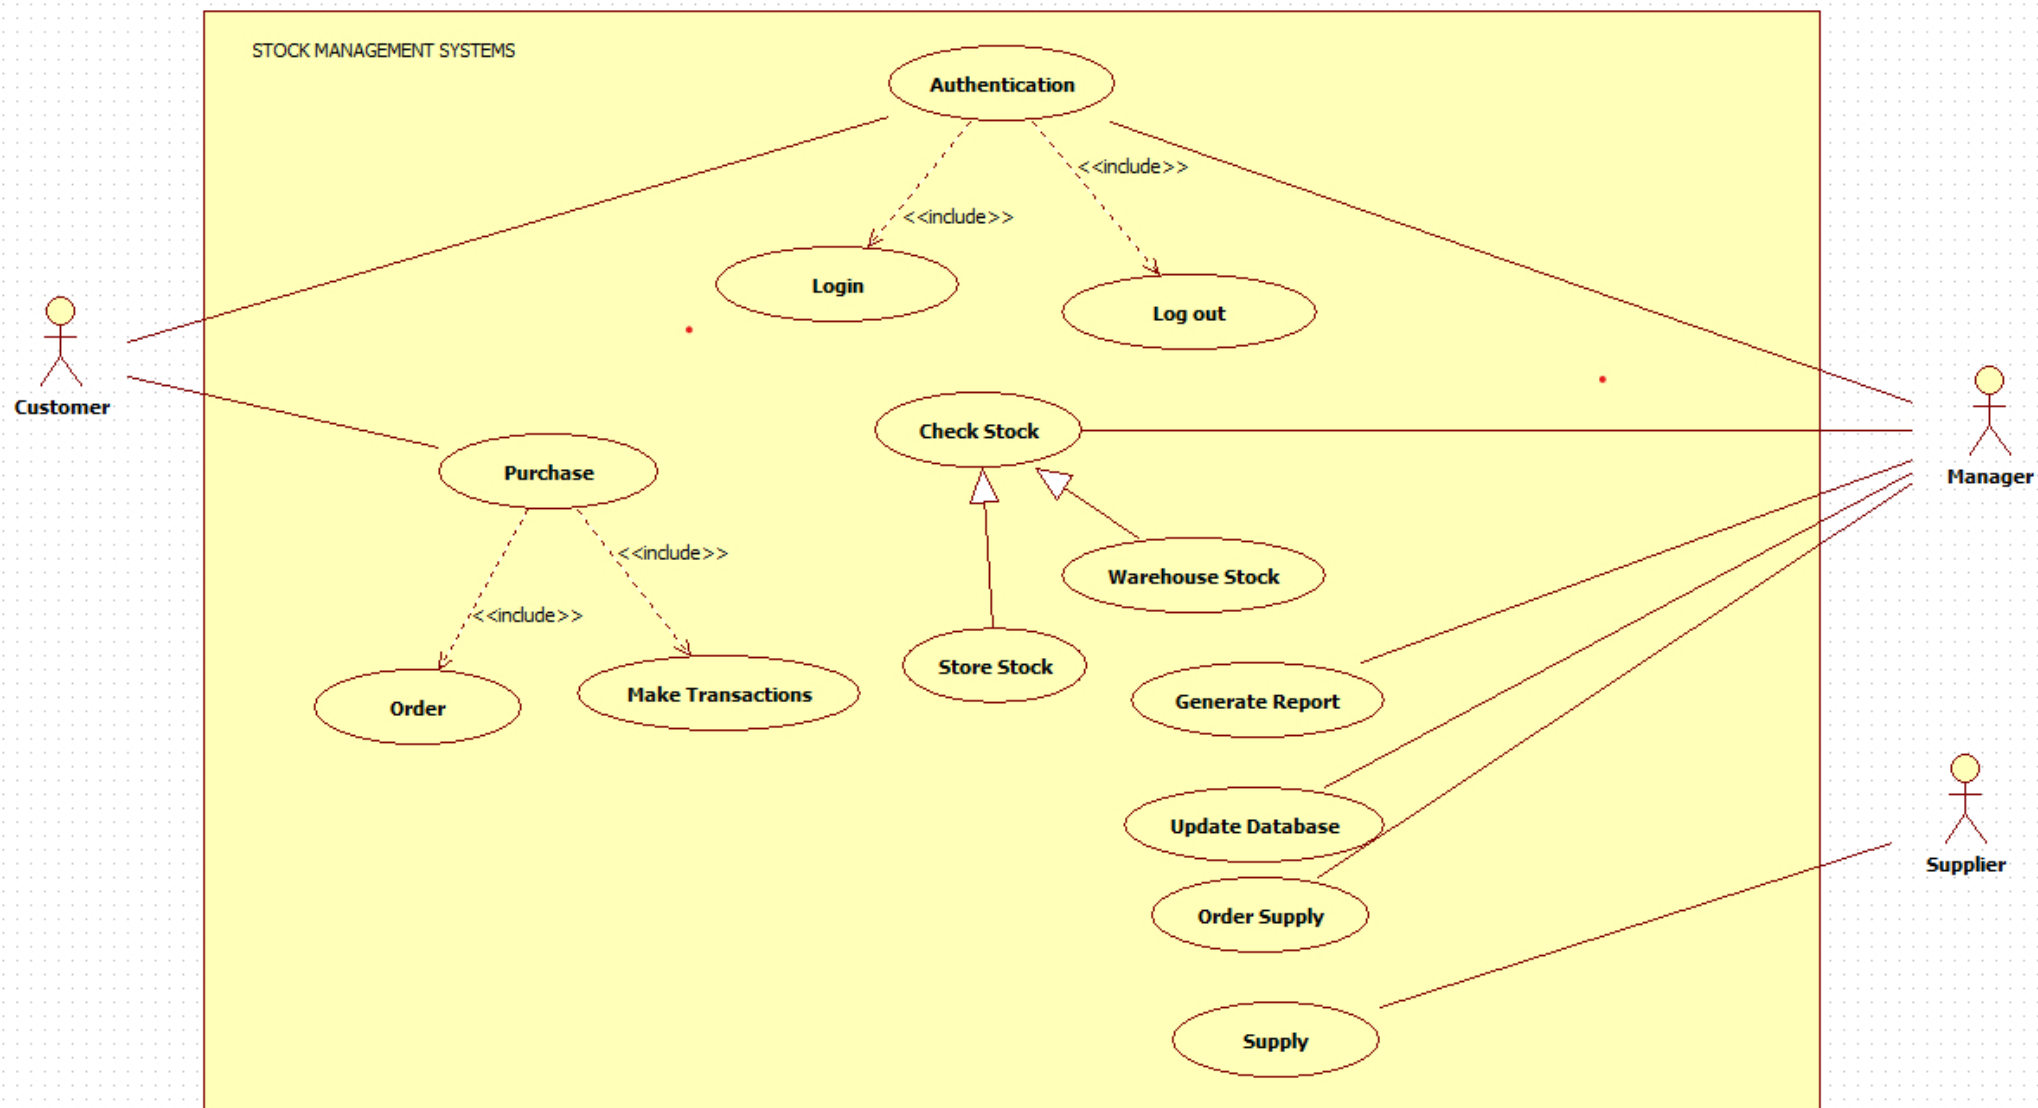 STOCK MANAGEMENT SYSTEMS
Authentication
<<include>>
<<include>>
Login
Log out
Customer
Check Stock
Manager
Purchase
<<include>>
Warehouse Stock
<<include>>
Store Stock
Make Transactions
Generate Report
Order
Update Database
Supplier
Order Supply
Supply